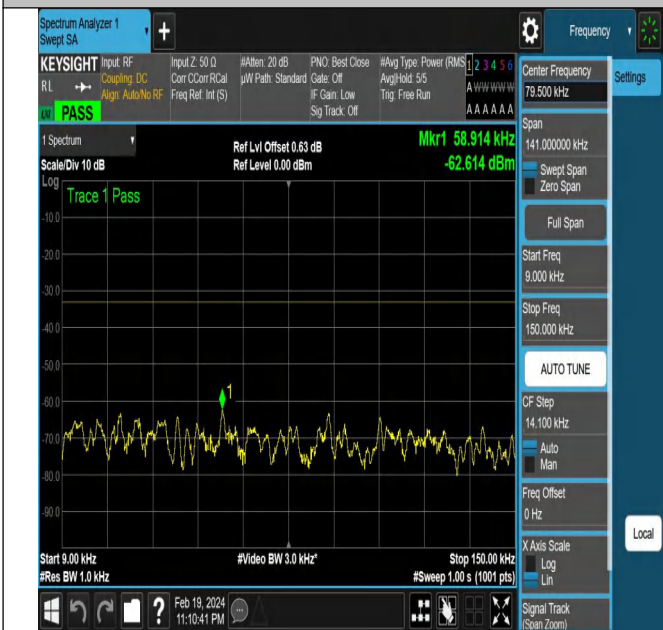 Spectrum Analyzer 1
Swept SA
Frequency
KEYSIGHT
RL
LXI
PASS
Input: RF
Coupling: DC
Align: Auto/No RF
Input Z: 50 Ω
Corr CCorr RCal
Freq Ref: Int (S)
#Atten: 20 dB
µW Path: Standard
PNO: Best Close
Gate: Off
IF Gain: Low
Sig Track: Off
#Avg Type: Power (RMS
Avg|Hold: 5/5
Trig: Free Run
1 2 3 4 5 6
A W W W W W
A A A A A A
1 Spectrum
Scale/Div 10 dB
Log
Ref Lvl Offset 0.63 dB
Ref Level 0.00 dBm
Mkr1 58.914 kHz
-62.614 dBm
Trace 1 Pass
-10.0
-20.0
-30.0
-40.0
-50.0
-60.0
-70.0
-80.0
-90.0
1
Start 9.00 kHz
#Res BW 1.0 kHz
#Video BW 3.0 kHz*
Stop 150.00 kHz
#Sweep 1.00 s (1001 pts)
?
Feb 19, 2024
11:10:41 PM
Center Frequency
79.500 kHz
Span
141.000000 kHz
Swept Span
Zero Span
Full Span
Start Freq
9.000 kHz
Stop Freq
150.000 kHz
AUTO TUNE
CF Step
14.100 kHz
Auto
Man
Freq Offset
0 Hz
X Axis Scale
Log
Lin
Signal Track
(Span Zoom)
Settings
Local